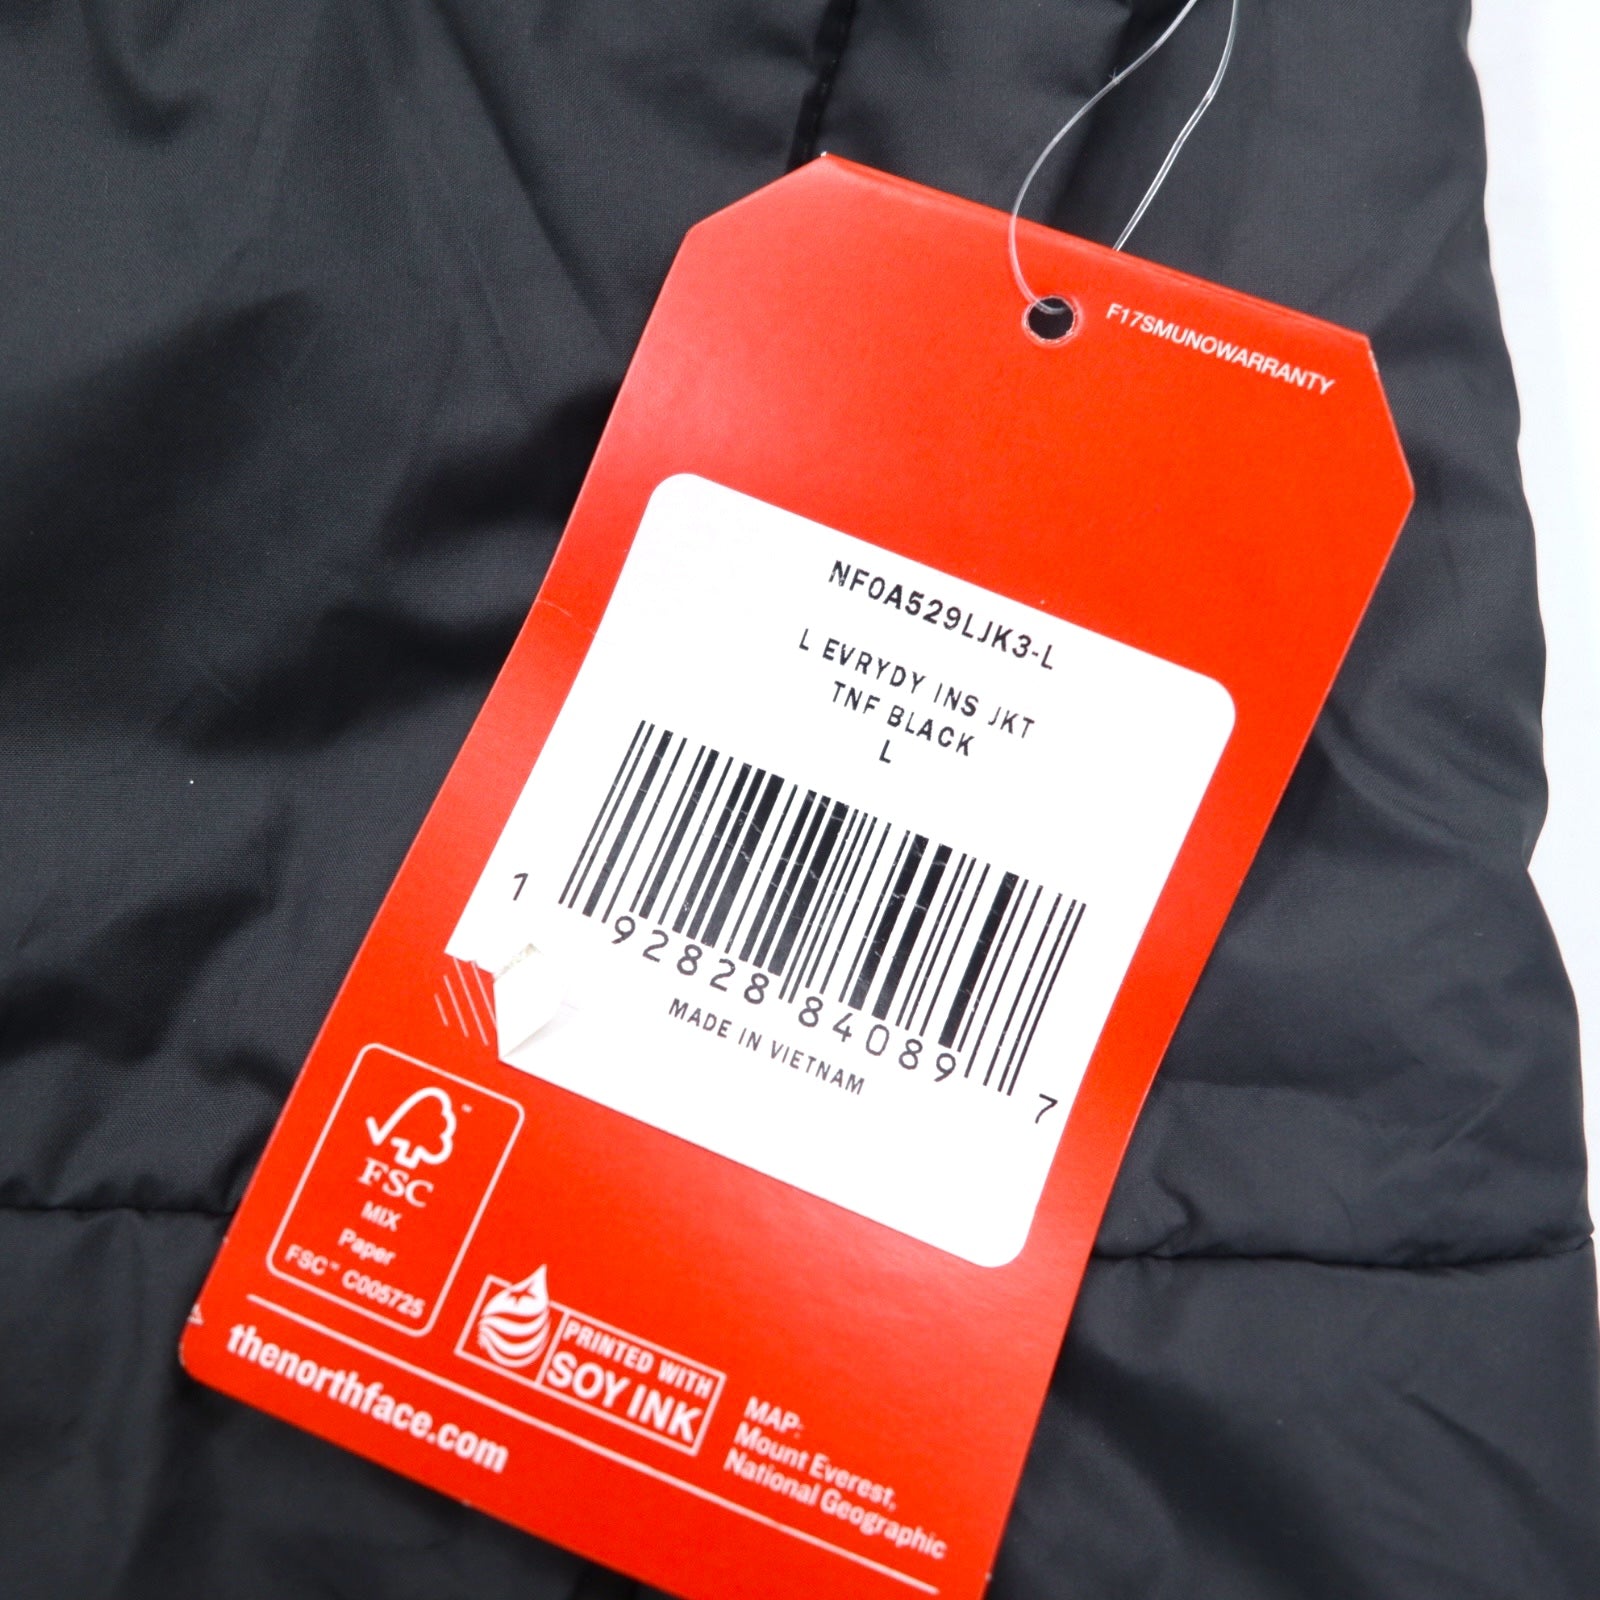 F17SMUNOWARRANTY
NF0A529LJK3-L
L EVRYDY INS JKT
TNF BLACK
L
1 92828 84089 7
MADE IN VIETNAM
FSC
MIX
Paper
FSC™ C005725
PRINTED WITH
SOY INK
thenorthface.com
MAP:
Mount Everest,
National Geographic